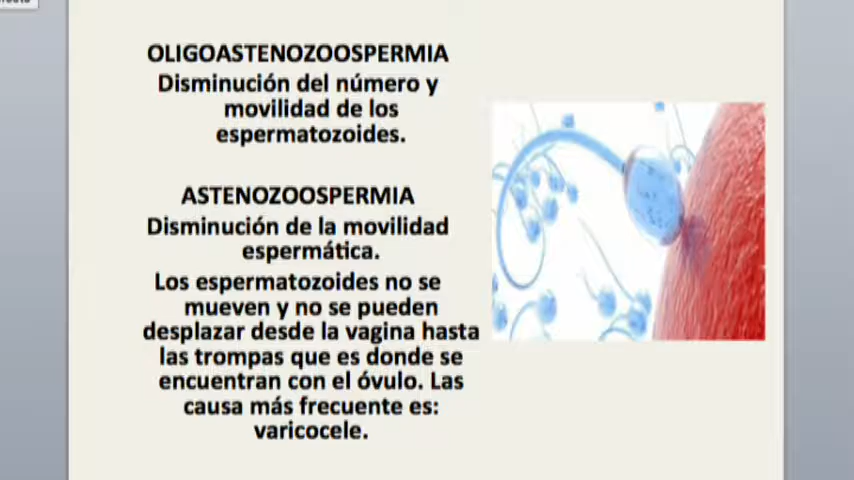 OLIGOASTENOZOOSPERMIA
Disminución del número y
movilidad de los
espermatozoides.
ASTENOZOOSPERMIA
Disminución de la movilidad
espermática.
Los espermatozoides no se
mueven y no se pueden
desplazar desde la vagina hasta
las trompas que es donde se
encuentran con el óvulo. Las
causa más frecuente es:
varicocele.